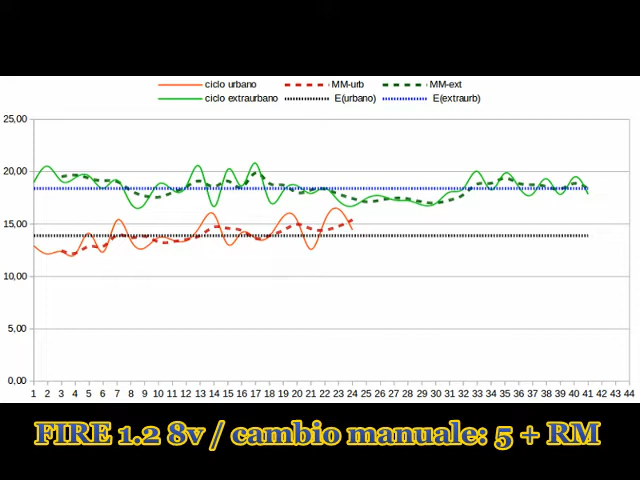 ciclo urbano MM-urb MM-ext
ciclo extraurbano E(urbano) E(extraurb)
25,00
20,00
15,00
10,00
5,00
0,00
1 2 3 4 5 6 7 8 9 10 11 12 13 14 15 16 17 18 19 20 21 22 23 24 25 26 27 28 29 30 31 32 33 34 35 36 37 38 39 40 41 42 43 44
FIRE 1.2 8v / cambio manuale: 5 + RM